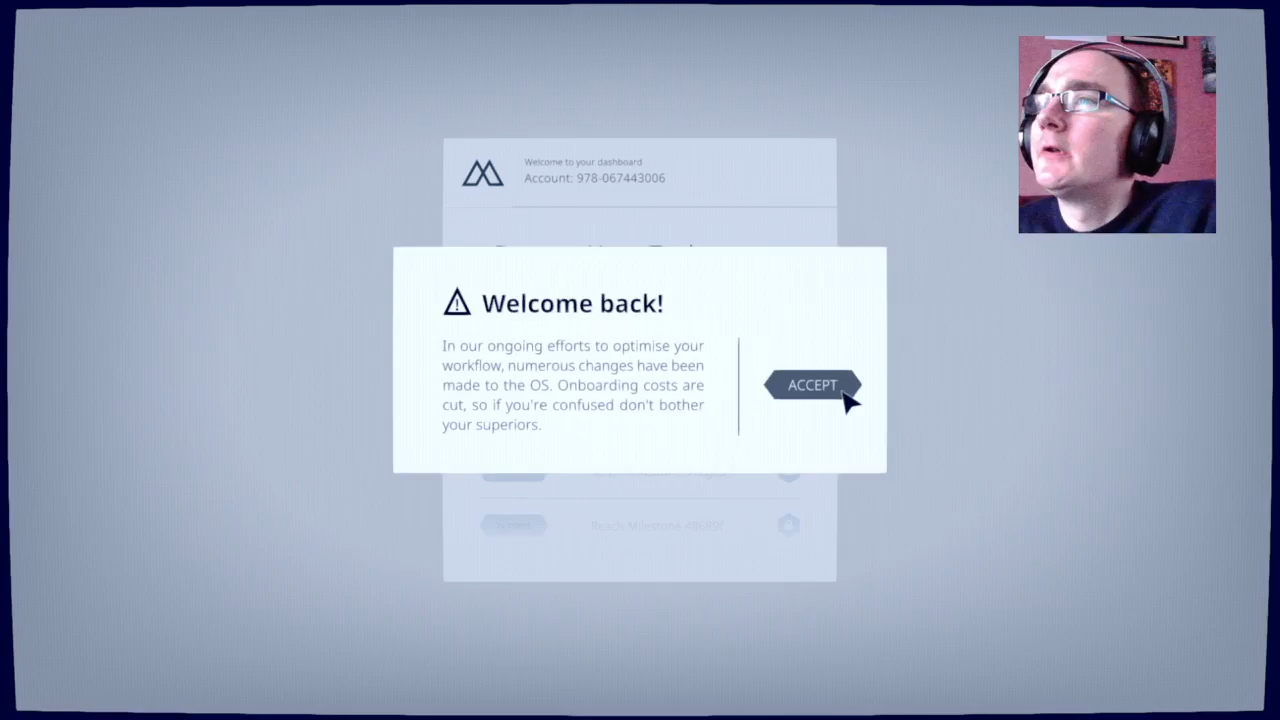 Welcome to your dashboard
Account: 978-067443006
Welcome back!
In our ongoing efforts to optimise your
workflow, numerous changes have been
made to the OS. Onboarding costs are
cut, so if you're confused don't bother
your superiors.
ACCEPT